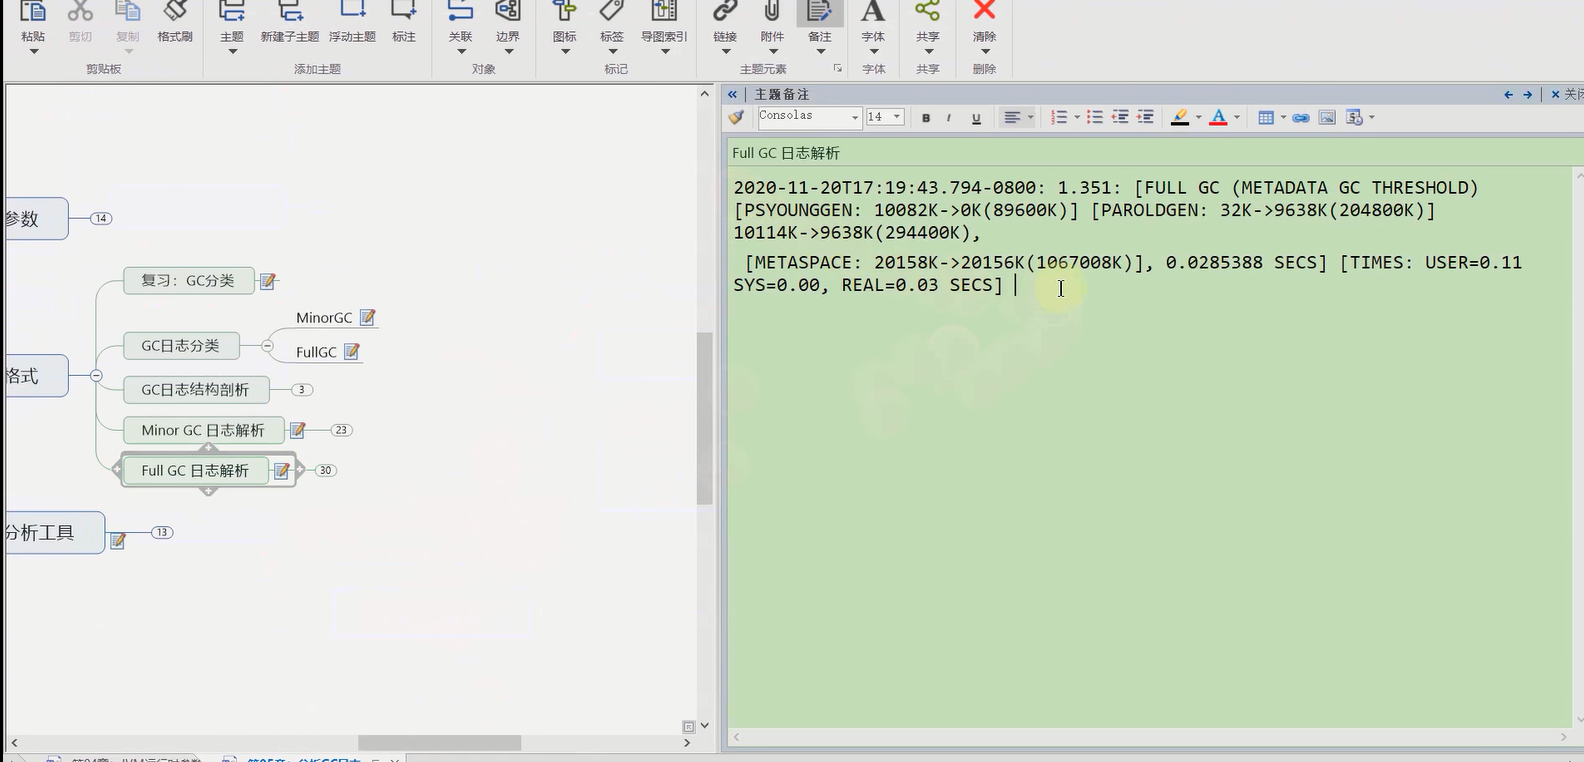 粘贴
剪切
复制
格式刷
主题
新建子主题
浮动主题
标注
关联
边界
图标
标签
导图索引
链接
附件
备注
字体
共享
清除
剪贴板
添加主题
对象
标记
主题元素
字体
共享
删除
主题备注
Consolas
14
B
I
U
A
Full GC 日志解析
2020-11-20T17:19:43.794-0800: 1.351: [FULL GC (METADATA GC THRESHOLD)
[PSYOUNGGEN: 10082K->0K(89600K)] [PAROLDGEN: 32K->9638K(204800K)]
10114K->9638K(294400K),
[METASPACE: 20158K->20156K(1067008K)], 0.0285388 SECS] [TIMES: USER=0.11
SYS=0.00, REAL=0.03 SECS]
参数
14
复习：GC分类
MinorGC
GC日志分类
FullGC
格式
GC日志结构剖析
3
Minor GC 日志解析
23
Full GC 日志解析
30
分析工具
13